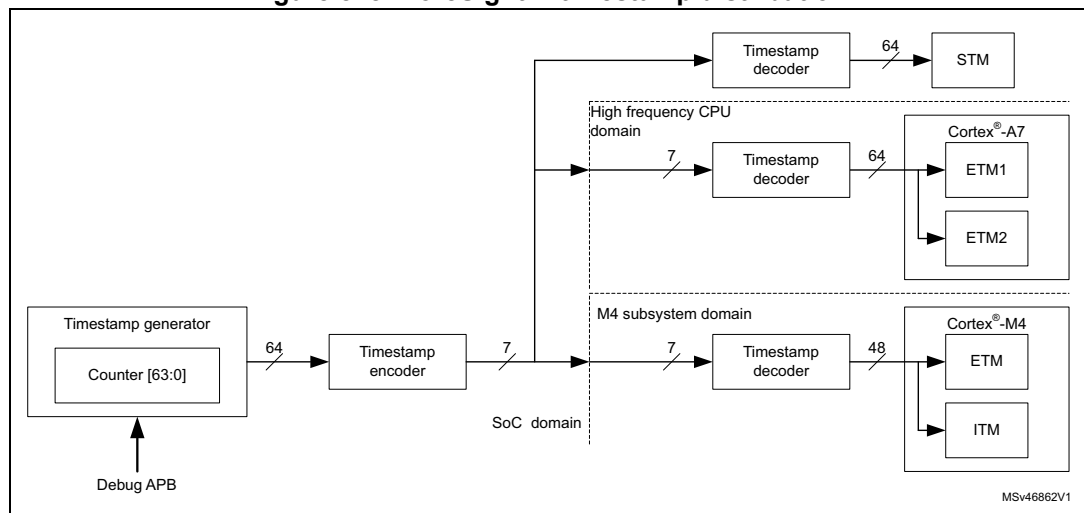 64
Timestamp
decoder
STM
High frequency CPU
domain
Cortex®-A7
7
Timestamp
decoder
64
ETM1
ETM2
M4 subsystem domain
Cortex®-M4
Timestamp generator
Counter [63:0]
64
Timestamp
encoder
7
7
Timestamp
decoder
48
ETM
ITM
SoC domain
Debug APB
MSv46862V1